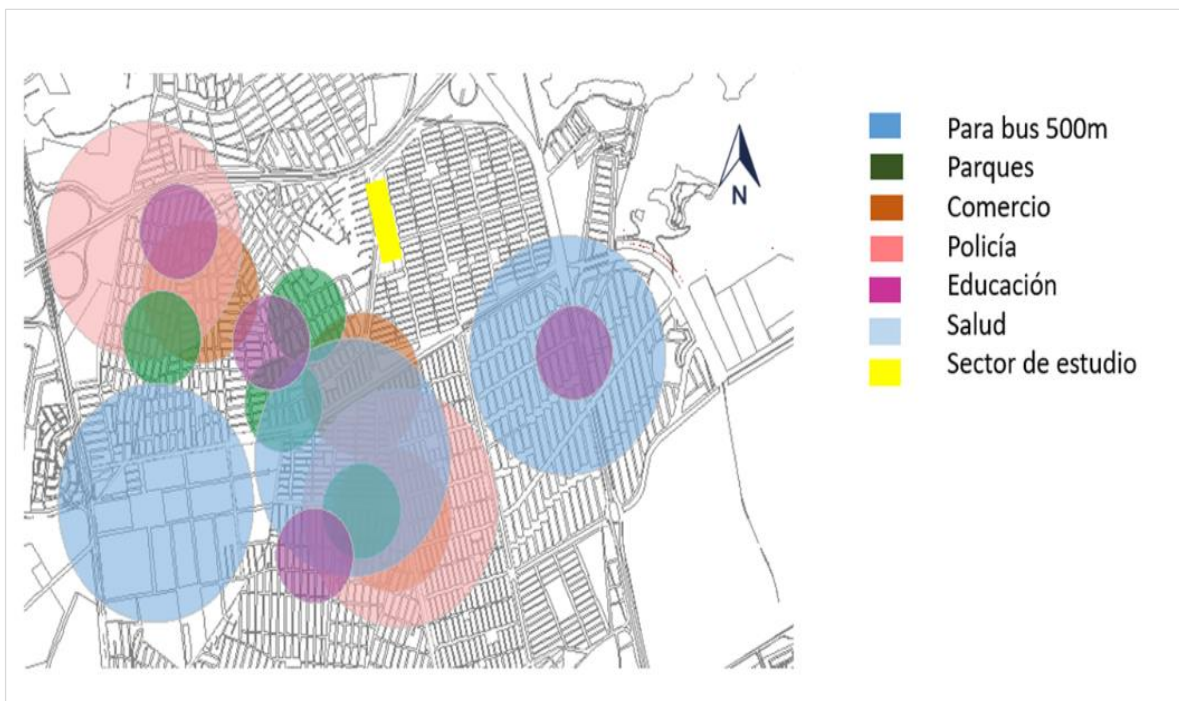 Para bus 500m
Parques
Comercio
Policía
Educación
Salud
Sector de estudio
N